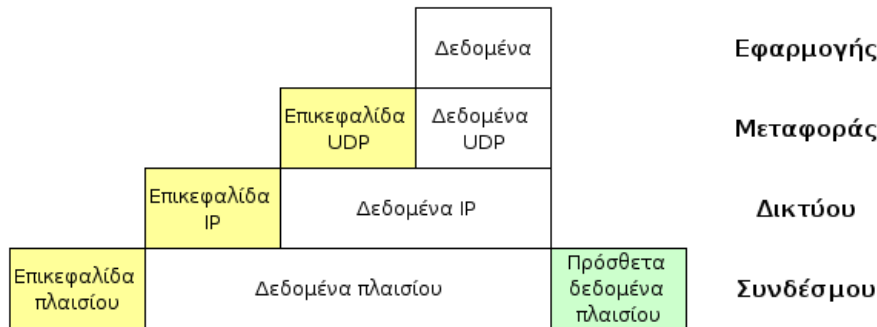 Δεδομένα
Εφαρμογής
Επικεφαλίδα
UDP
Δεδομένα
UDP
Μεταφοράς
Επικεφαλίδα
IP
Δεδομένα IP
Δικτύου
Επικεφαλίδα
πλαισίου
Δεδομένα πλαισίου
Πρόσθετα
δεδομένα
πλαισίου
Συνδέσμου